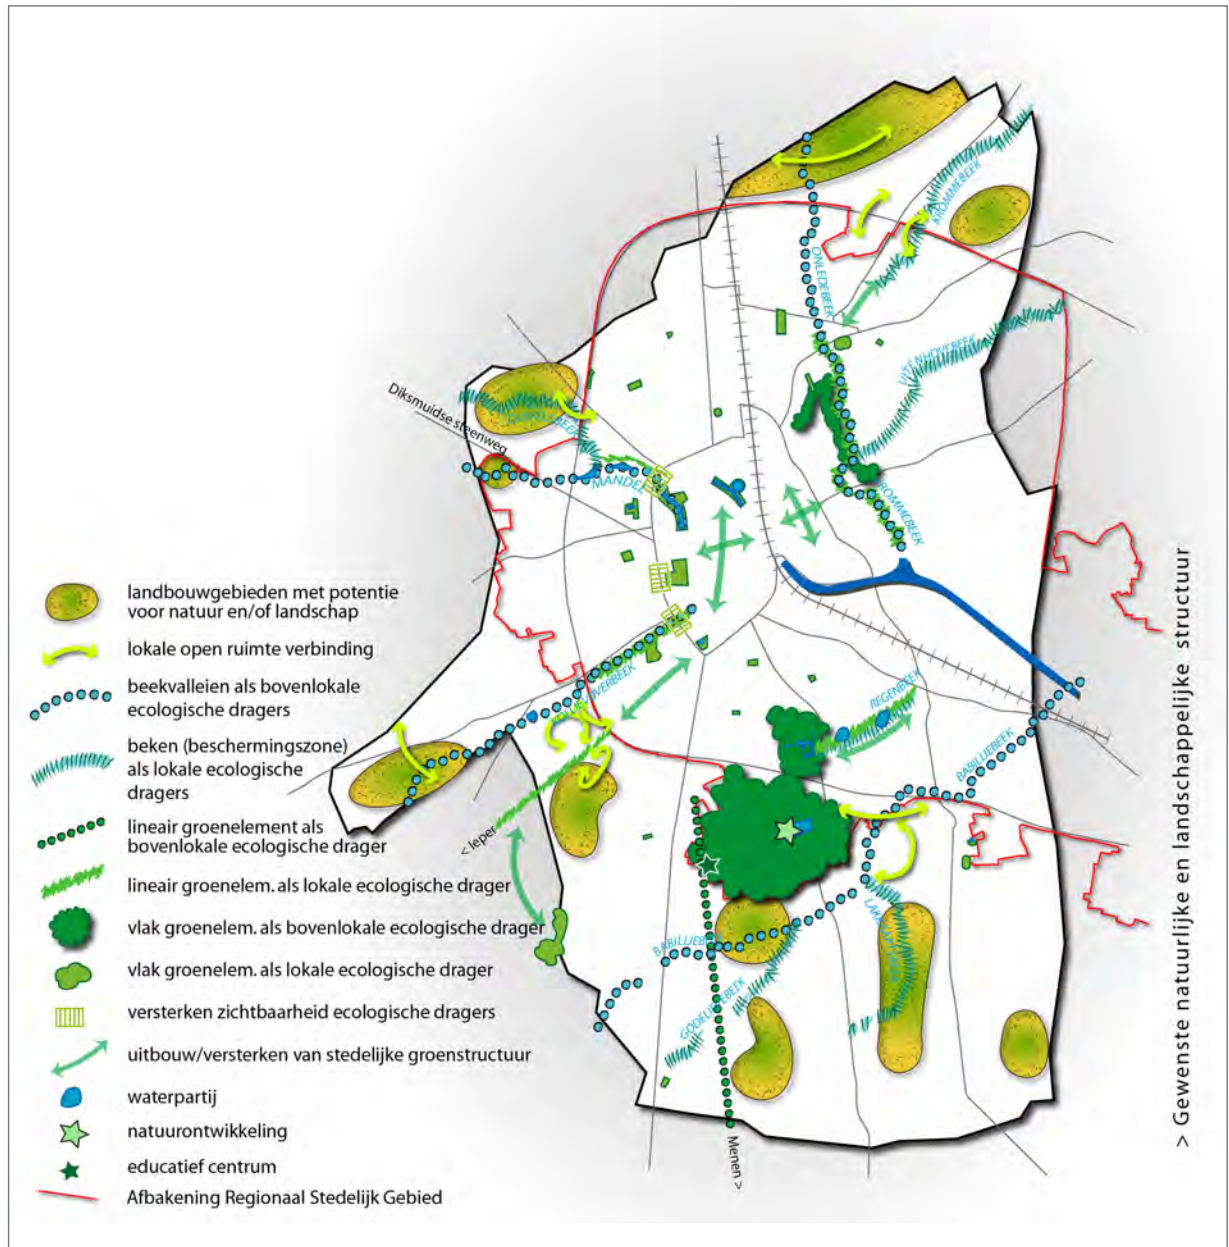 KROMMEBEEK
ONLEDEBEEK
UITENHOVEBEEK
Diksmuidse steenweg
MANDEL
ROMMEBEEK
REGENBEEK
BABILLIEBEEK
< Ieper
BABILLIEBEEK
GODELIEVEBEEK
Menen >
landbouwgebieden met potentie
voor natuur en/of landschap
lokale open ruimte verbinding
beekvalleien als bovenlokale
ecologische dragers
beken (beschermingszone)
als lokale ecologische
dragers
lineair groenelement als
bovenlokale ecologische drager
lineair groenelem. als lokale ecologische drager
vlak groenelem. als bovenlokale ecologische drager
vlak groenelem. als lokale ecologische drager
versterken zichtbaarheid ecologische dragers
uitbouw/versterken van stedelijke groenstructuur
waterpartij
natuurontwikkeling
educatief centrum
Afbakening Regionaal Stedelijk Gebied
> Gewenste natuurlijke en landschappelijke structuur